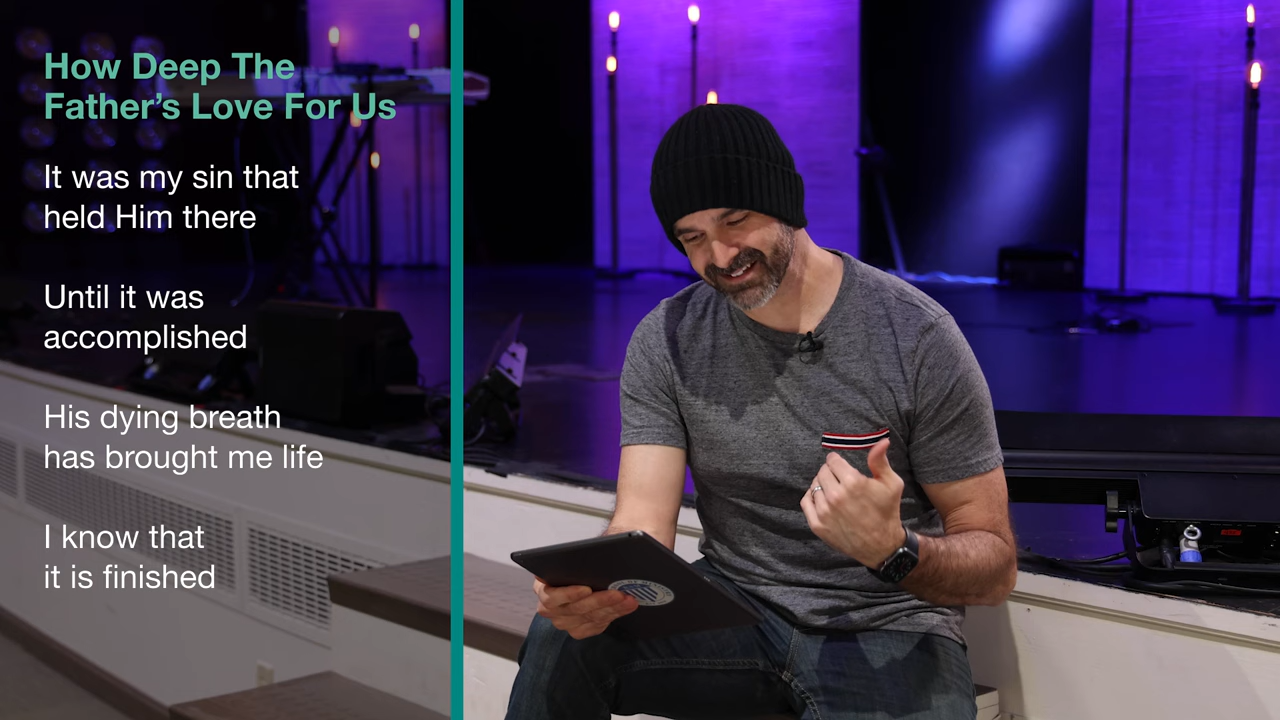 How Deep The
Father’s Love For Us
It was my sin that
held Him there
Until it was
accomplished
His dying breath
has brought me life
I know that
it is finished